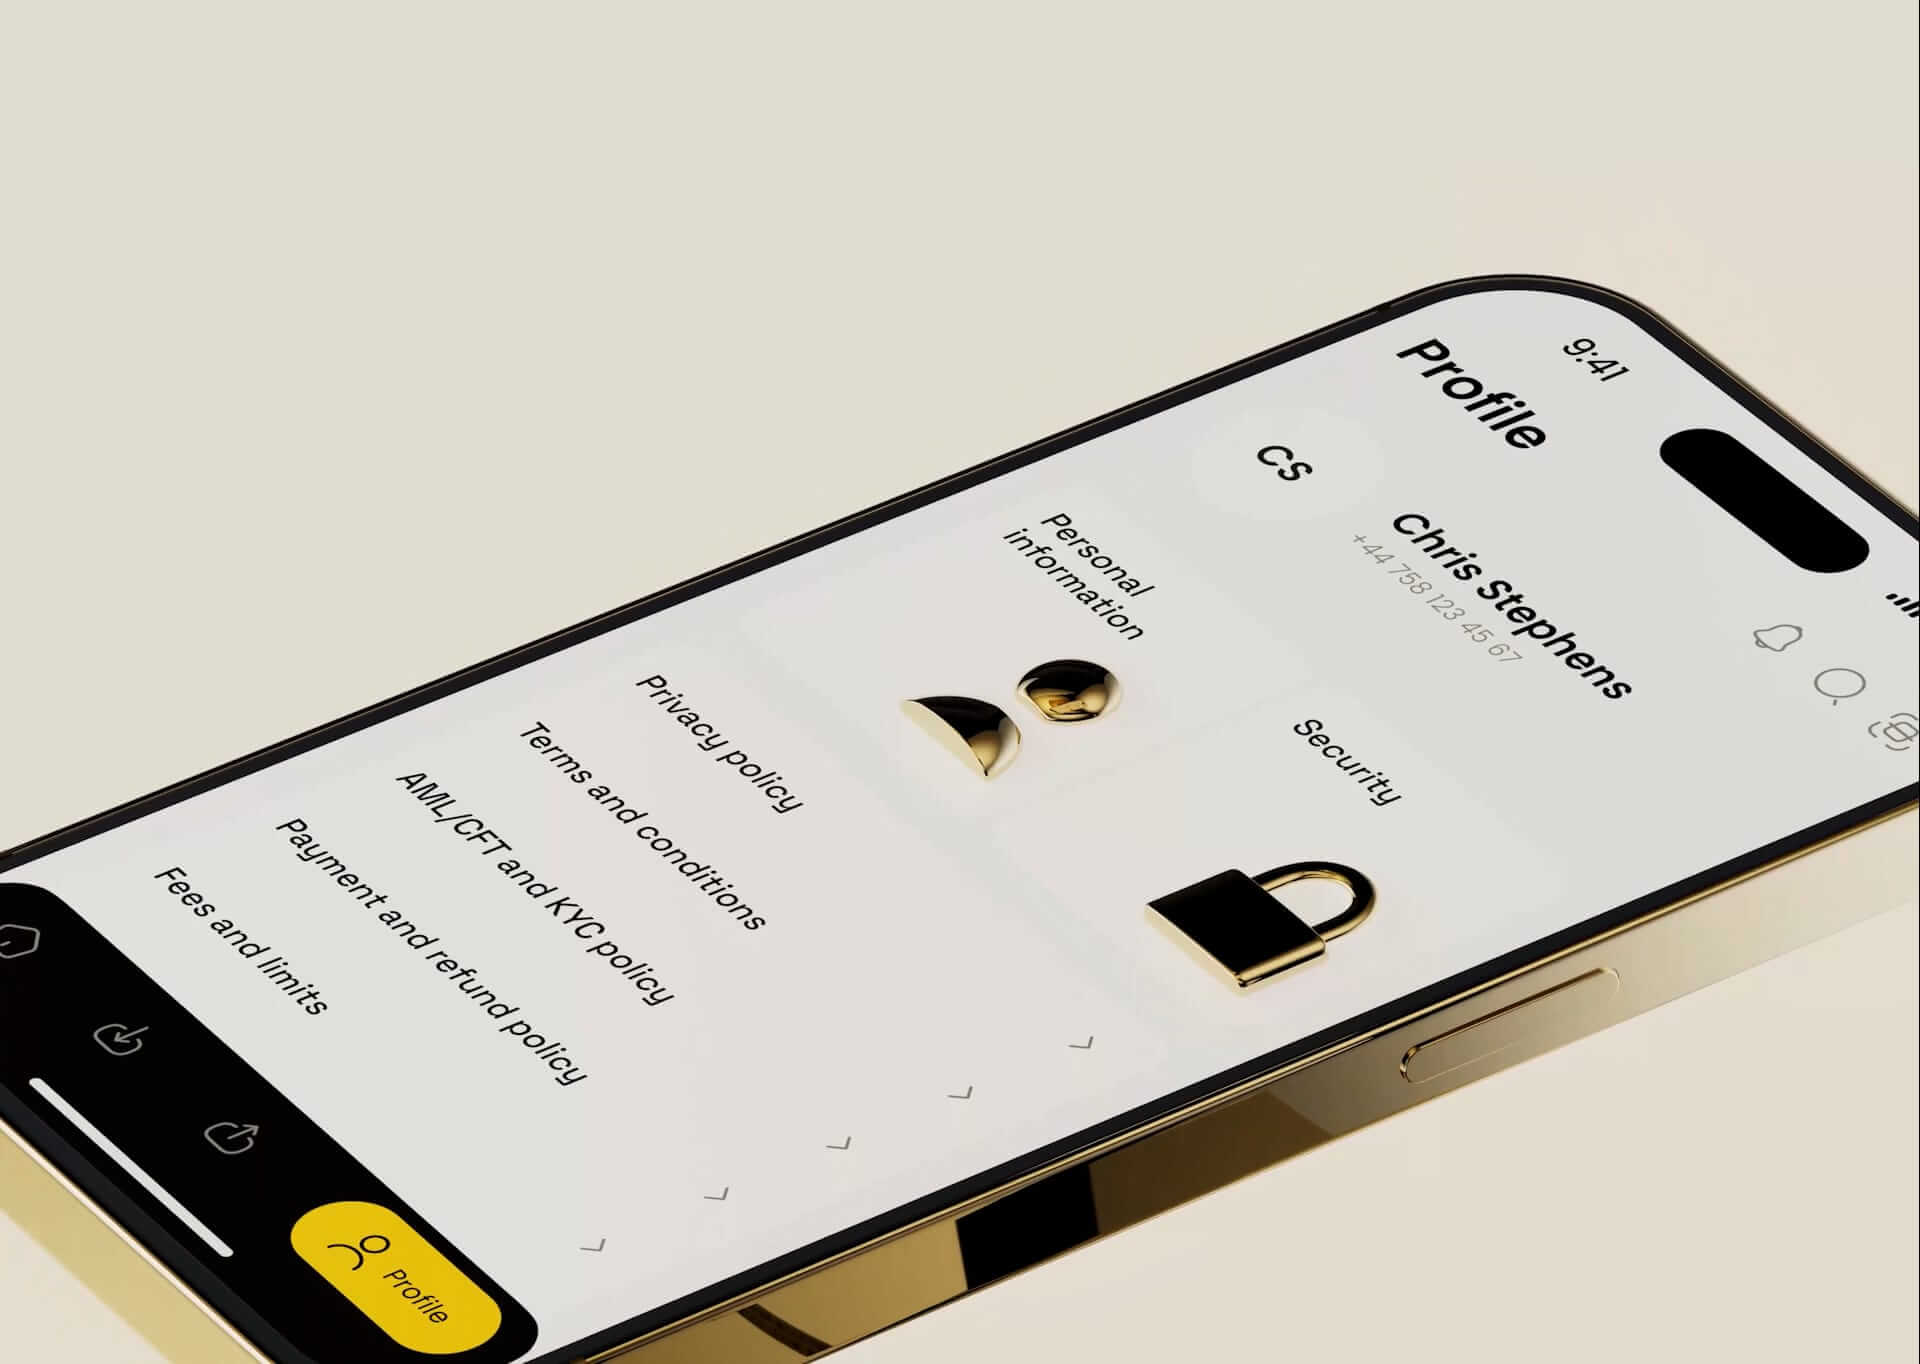 9:41
Profile
CS
Chris Stephens
+44 758 123 45 67
Personal
information
Security
Privacy policy
Terms and conditions
AML/CFT and KYC policy
Payment and refund policy
Fees and limits
Profile